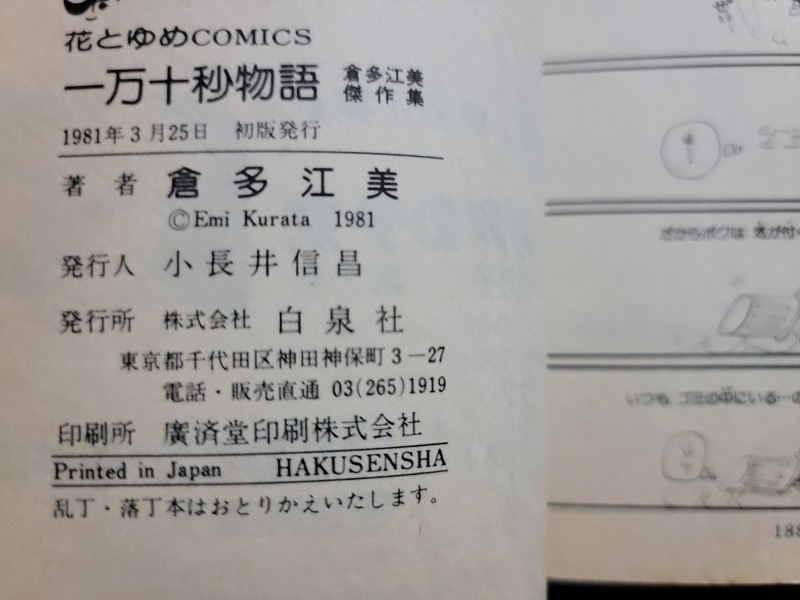 花とゆめCOMICS
一万十秒物語 倉多江美傑作集
1981年3月25日 初版発行
著者 倉多江美
©Emi Kurata 1981
発行人 小長井信昌
発行所 株式会社 白泉社
東京都千代田区神田神保町3-27
電話・販売直通 03(265)1919
印刷所 廣済堂印刷株式会社
Printed in Japan HAKUSENSHA
乱丁・落丁本はおとりかえいたします。
だからボクは 気が付
いつも ゴミの中にいる…の
188